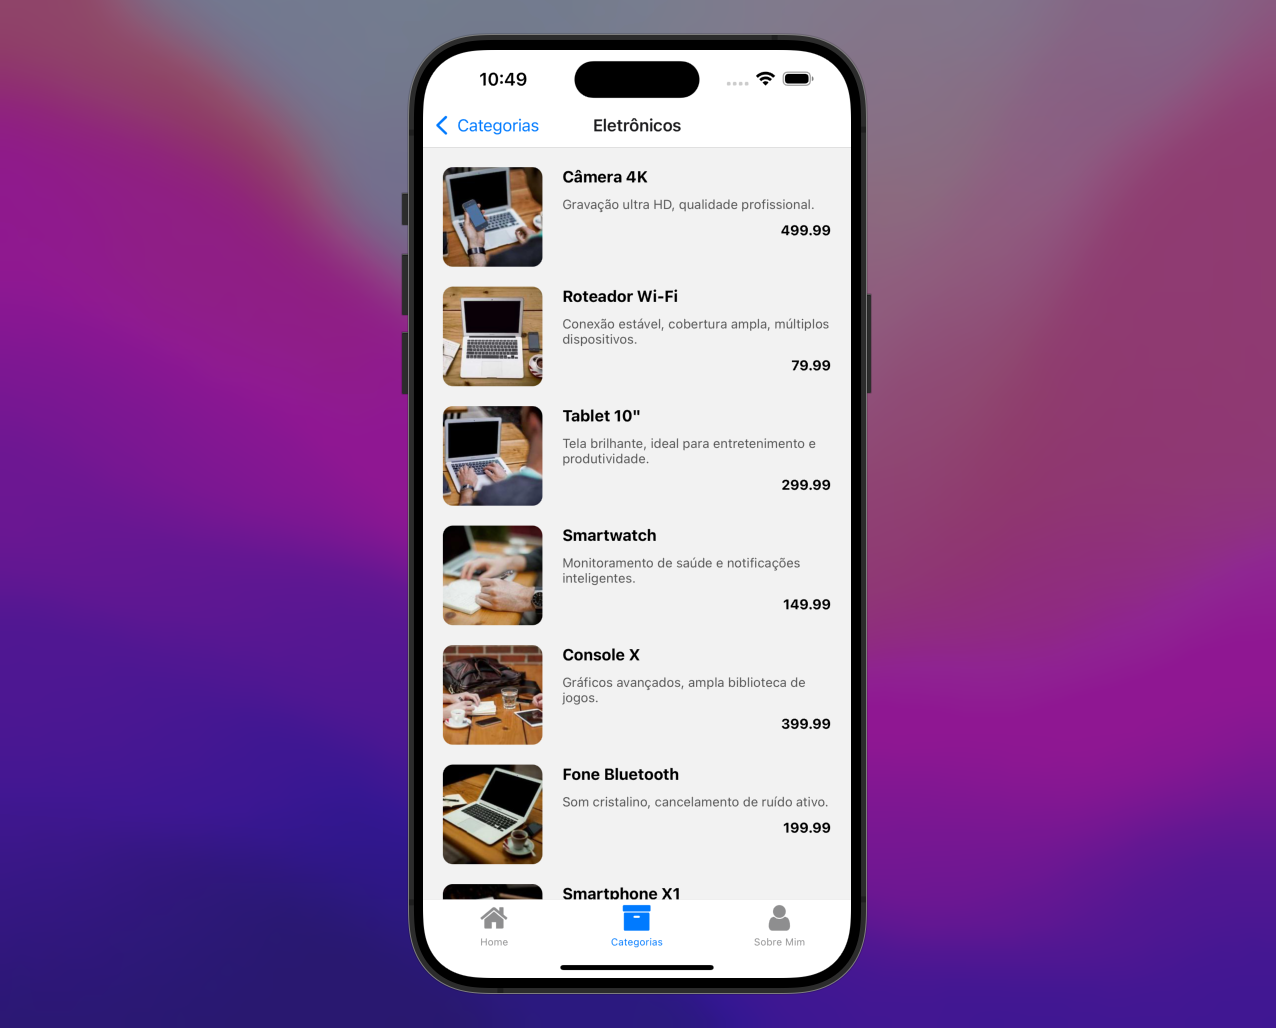 10:49
Categorias
Eletrônicos
Câmera 4K
Gravação ultra HD, qualidade profissional.
499.99
Roteador Wi-Fi
Conexão estável, cobertura ampla, múltiplos
dispositivos.
79.99
Tablet 10"
Tela brilhante, ideal para entretenimento e
produtividade.
299.99
Smartwatch
Monitoramento de saúde e notificações
inteligentes.
149.99
Console X
Gráficos avançados, ampla biblioteca de
jogos.
399.99
Fone Bluetooth
Som cristalino, cancelamento de ruído ativo.
199.99
Smartphone X1
Home
Categorias
Sobre Mim